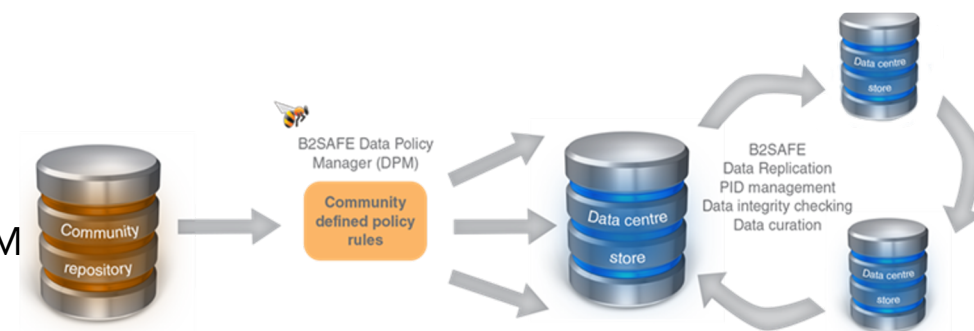 M
Community
repository
B2SAFE Data Policy
Manager (DPM)
Community
defined policy
rules
Data centre
store
B2SAFE
Data Replication
PID management
Data integrity checking
Data curation
Data centre
store
Data centre
store